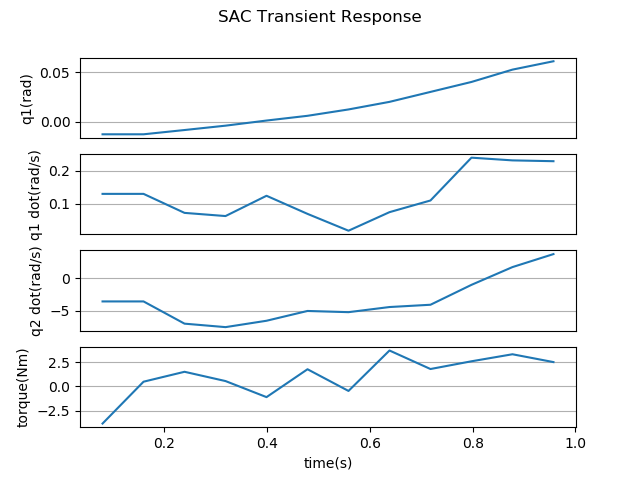 SAC Transient Response
0.05
0.00
q1(rad)
0.2
0.1
q1 dot(rad/s)
0
−5
q2 dot(rad/s)
2.5
0.0
−2.5
torque(Nm)
0.2 0.4 0.6 0.8 1.0
time(s)